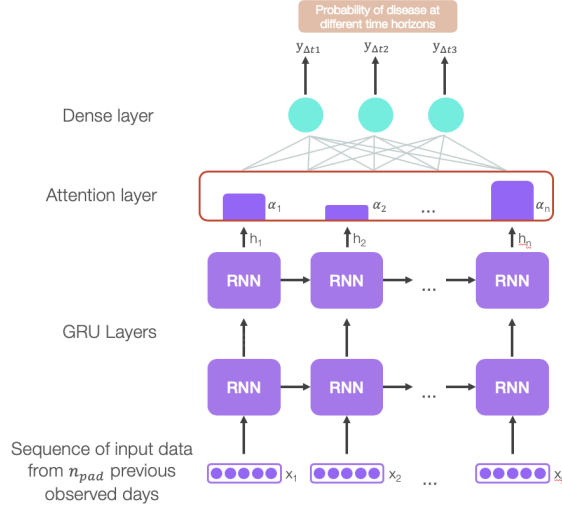 Probability of disease at
different time horizons
yΔt1 yΔt2 yΔt3
Dense layer
Attention layer
α1 α2 ... αn
h1 h2 hn
RNN RNN ... RNN
GRU Layers
RNN RNN ... RNN
Sequence of input data
from npad previous
observed days
x1 x2 ... x